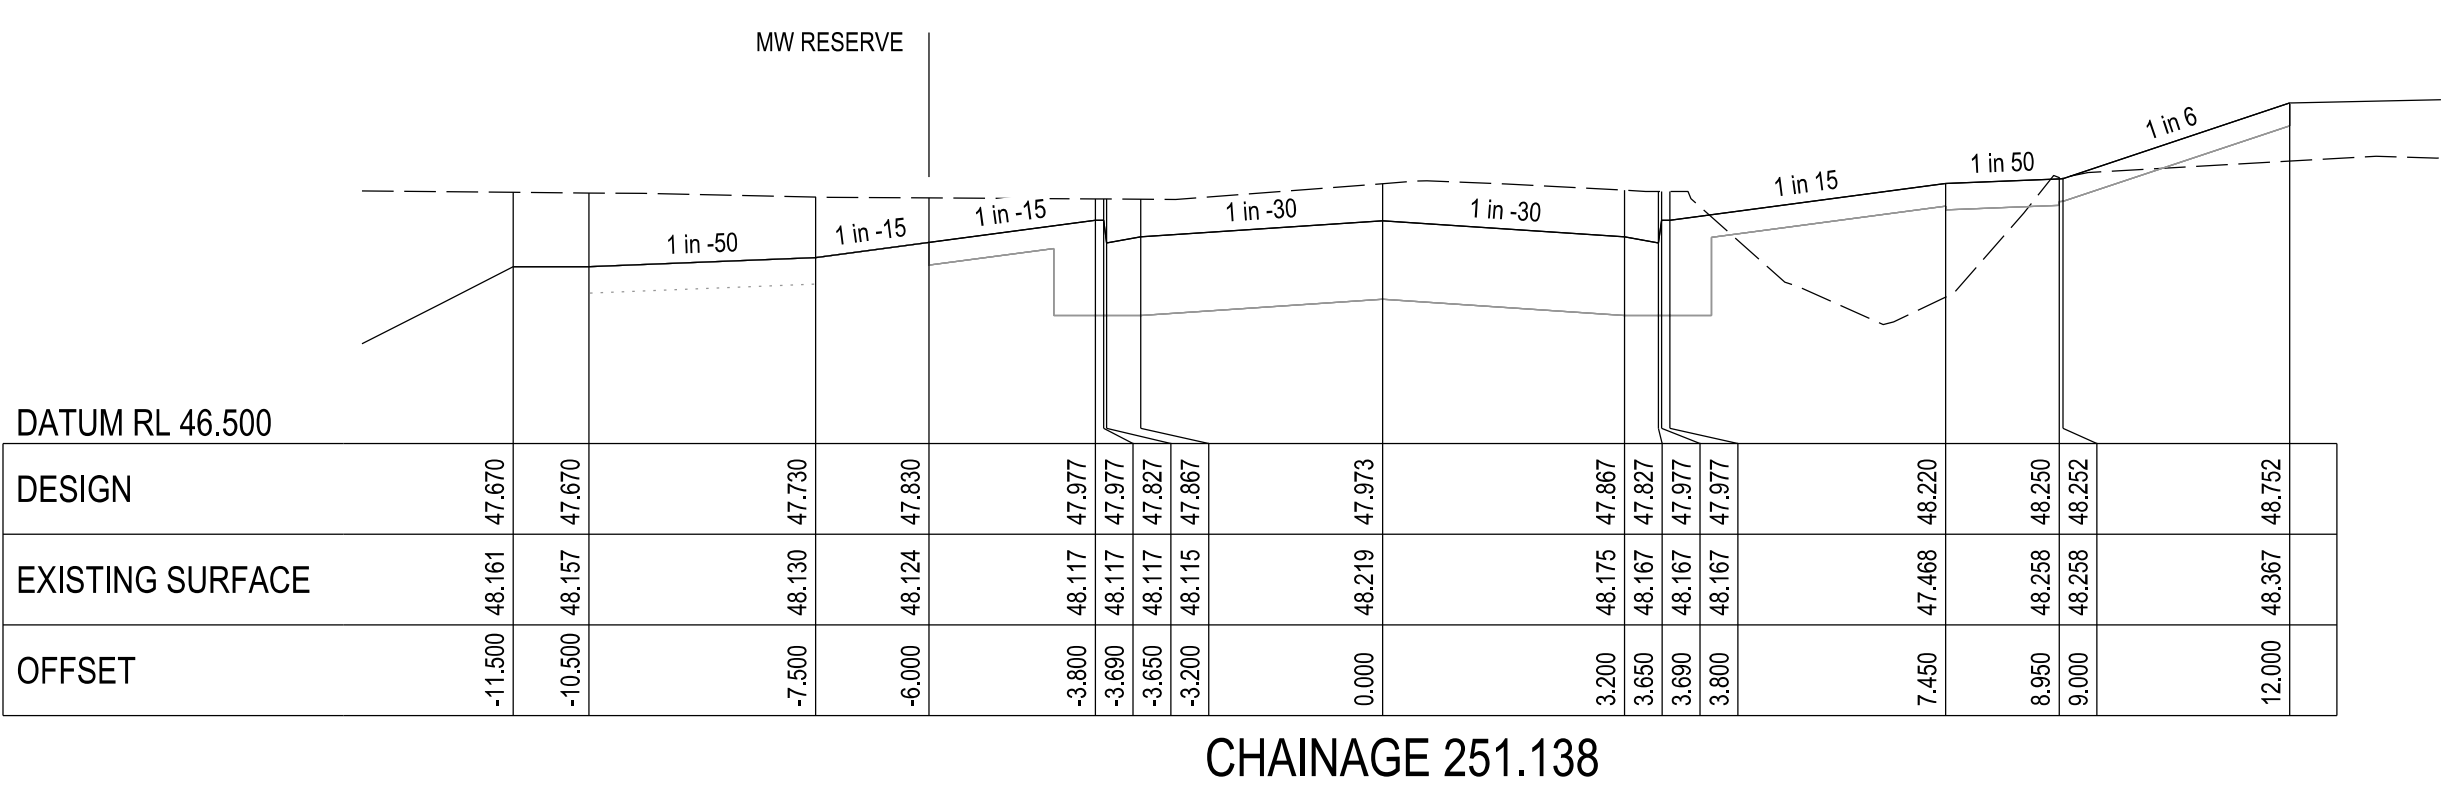 MW RESERVE
1 in -50
1 in -15
1 in -15
1 in -30
1 in -30
1 in 15
1 in 50
1 in 6
DATUM RL 46.500
DESIGN 47.670 47.670 47.730 47.830 47.977 47.977 47.827 47.867 47.973 47.867 47.827 47.977 47.977 48.220 48.250 48.252 48.752
EXISTING SURFACE 48.161 48.157 48.130 48.124 48.117 48.117 48.117 48.115 48.219 48.175 48.167 48.167 48.167 47.468 48.258 48.258 48.367
OFFSET -11.500 -10.500 -7.500 -6.000 -3.800 -3.690 -3.650 -3.200 0.000 3.200 3.650 3.690 3.800 7.450 8.950 9.000 12.000
CHAINAGE 251.138